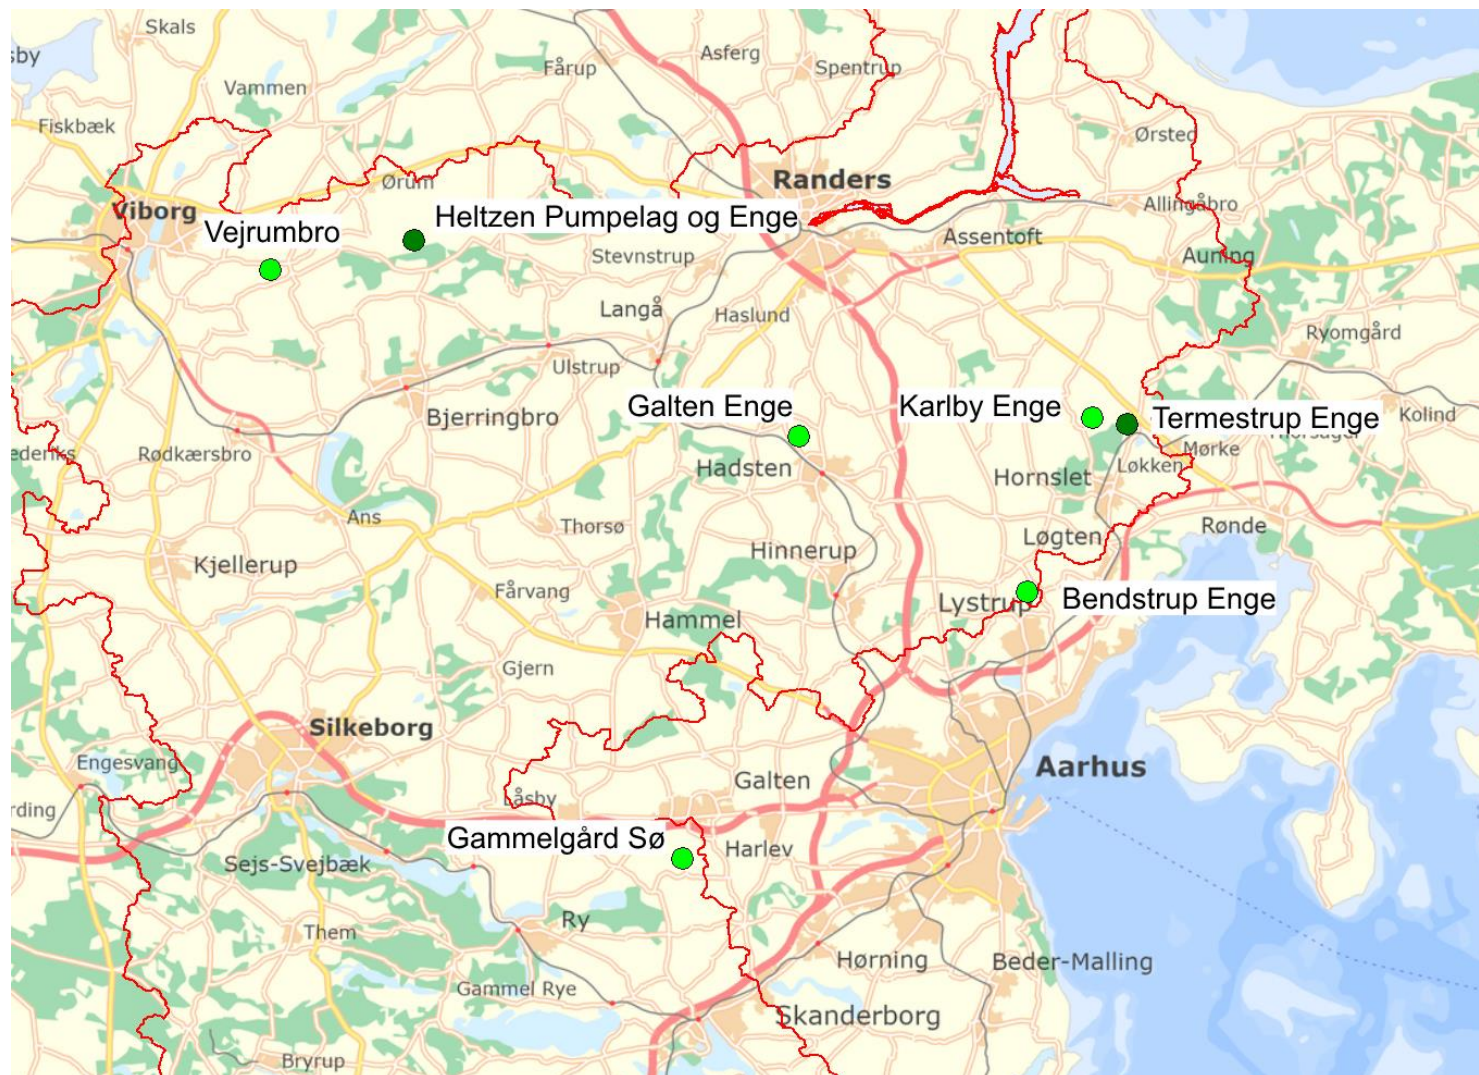 Skals
sby
Asferg
Spentrup
Fårup
Vammen
Fiskbæk
Ørsted
Ørum
Randers
Viborg
Vejrumbro
Heltzen Pumpelag og Enge
Allingåbro
Assentoft
Stevnstrup
Auning
Langå
Haslund
Ryomgård
Ulstrup
Bjerringbro
Galten Enge
Karlby Enge
Termestrup Enge
Kolind
ederiks
Rødkærsbro
Hadsten
Mørke
Løkken
Hornslet
Ans
Thorsø
Rønde
Løgten
Hinnerup
Kjellerup
Fårvang
Lystrup
Bendstrup Enge
Hammel
Gjern
Silkeborg
Engesvang
Aarhus
Galten
Låsby
rding
Gammelgård Sø
Harlev
Sejs-Svejbæk
Ry
Them
Hørning
Beder-Malling
Gammel Rye
Skanderborg
Bryrup